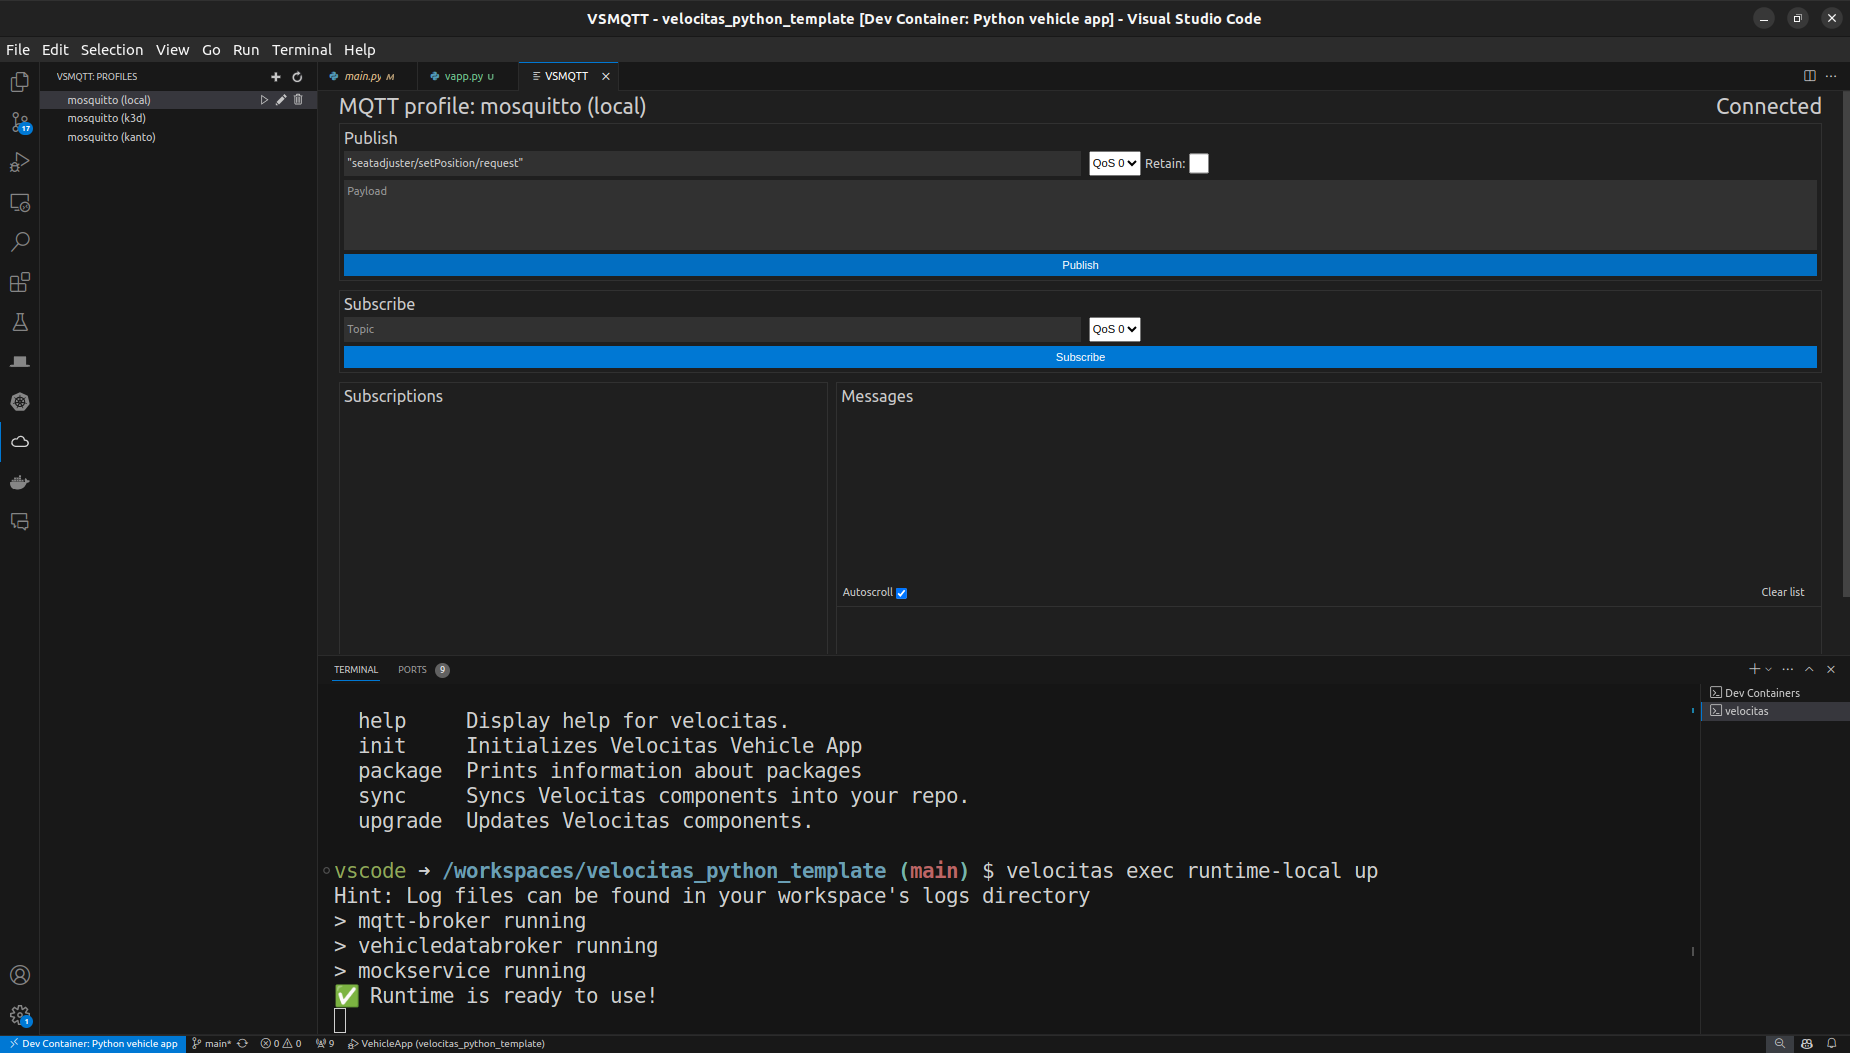 VSMQTT - velocitas_python_template [Dev Container: Python vehicle app] - Visual Studio Code
File Edit Selection View Go Run Terminal Help
VSMQTT: PROFILES
mosquitto (local)
mosquitto (k3d)
mosquitto (kanto)
17
main.py M
vapp.py U
VSMQTT
MQTT profile: mosquitto (local)
Connected
Publish
"seatadjuster/setPosition/request"
QoS 0
Retain:
Payload
Publish
Subscribe
Topic
QoS 0
Subscribe
Subscriptions
Messages
Autoscroll
Clear list
TERMINAL
PORTS 9
Dev Containers
velocitas
help Display help for velocitas.
init Initializes Velocitas Vehicle App
package Prints information about packages
sync Syncs Velocitas components into your repo.
upgrade Updates Velocitas components.
vscode ➜ /workspaces/velocitas_python_template (main) $ velocitas exec runtime-local up
Hint: Log files can be found in your workspace's logs directory
> mqtt-broker running
> vehicledatabroker running
> mockservice running
✅ Runtime is ready to use!
1
Dev Container: Python vehicle app
main*
0
0
9
VehicleApp (velocitas_python_template)